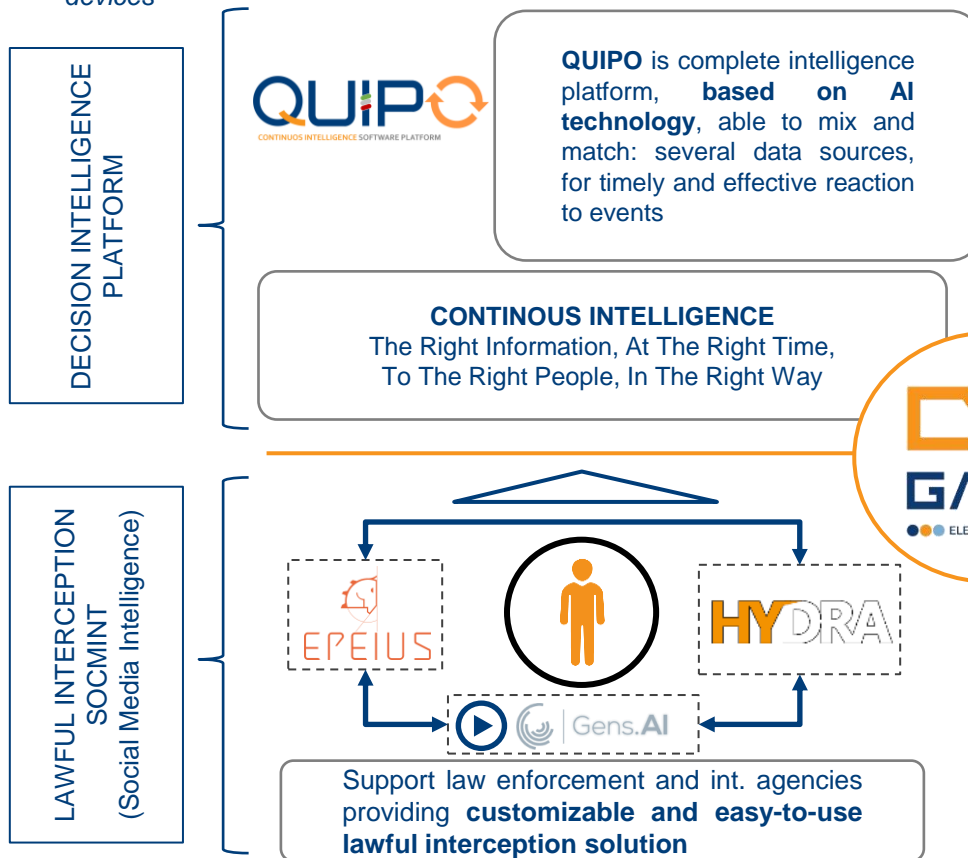 devices
DECISION INTELLIGENCE
PLATFORM
QUIPO
CONTINUOS INTELLIGENCE SOFTWARE PLATFORM
QUIPO is complete intelligence
platform, based on AI
technology, able to mix and
match: several data sources,
for timely and effective reaction
to events
CONTINOUS INTELLIGENCE
The Right Information, At The Right Time,
To The Right People, In The Right Way
ELE
LAWFUL INTERCEPTION
SOCMINT
(Social Media Intelligence)
EPEIUS
HYDRA
Gens.AI
Support law enforcement and int. agencies
providing customizable and easy-to-use
lawful interception solution